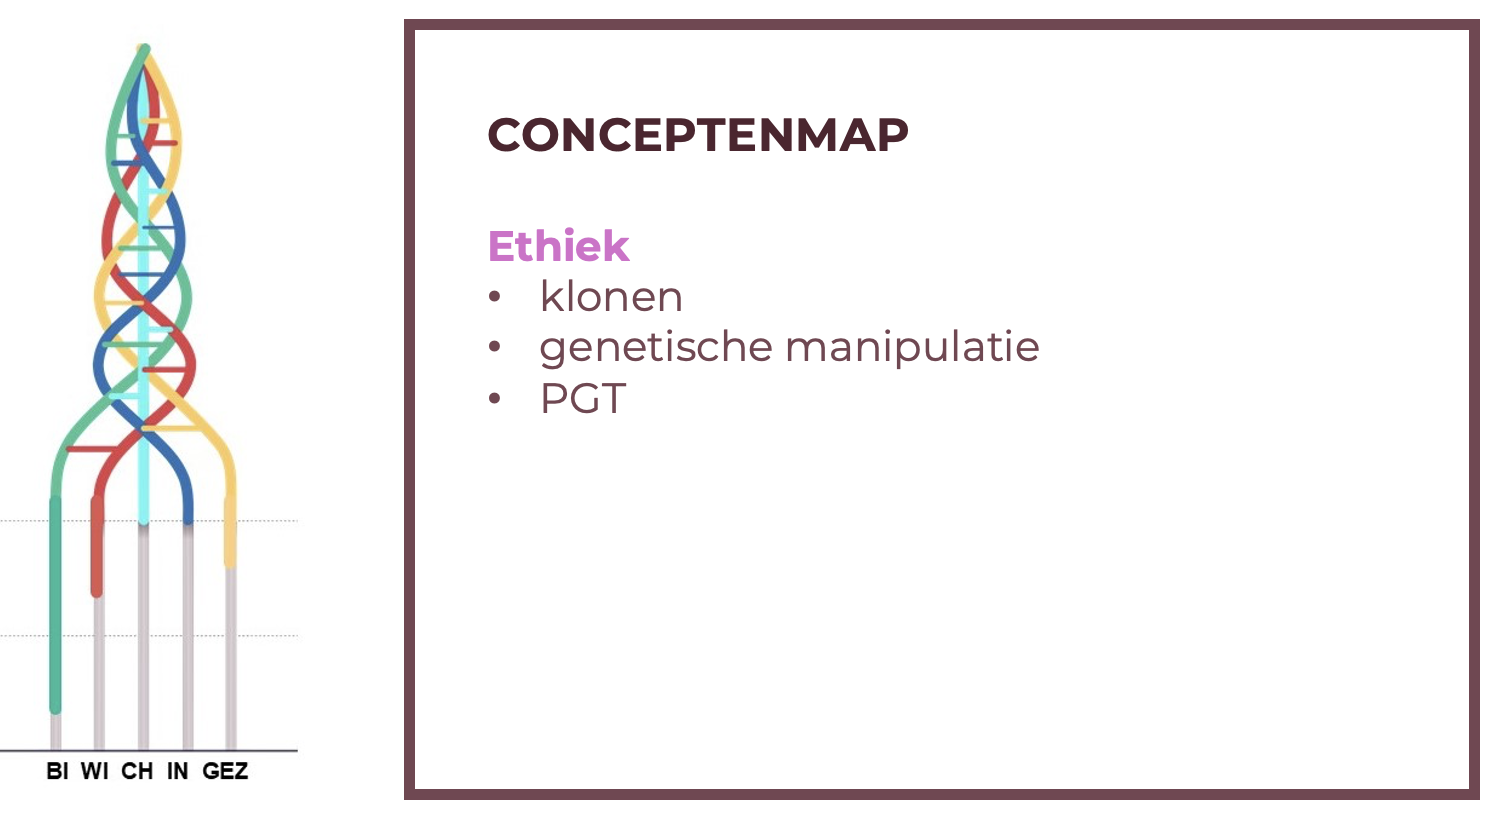 CONCEPTENMAP
Ethiek
• klonen
• genetische manipulatie
• PGT
BI WI CH IN GEZ